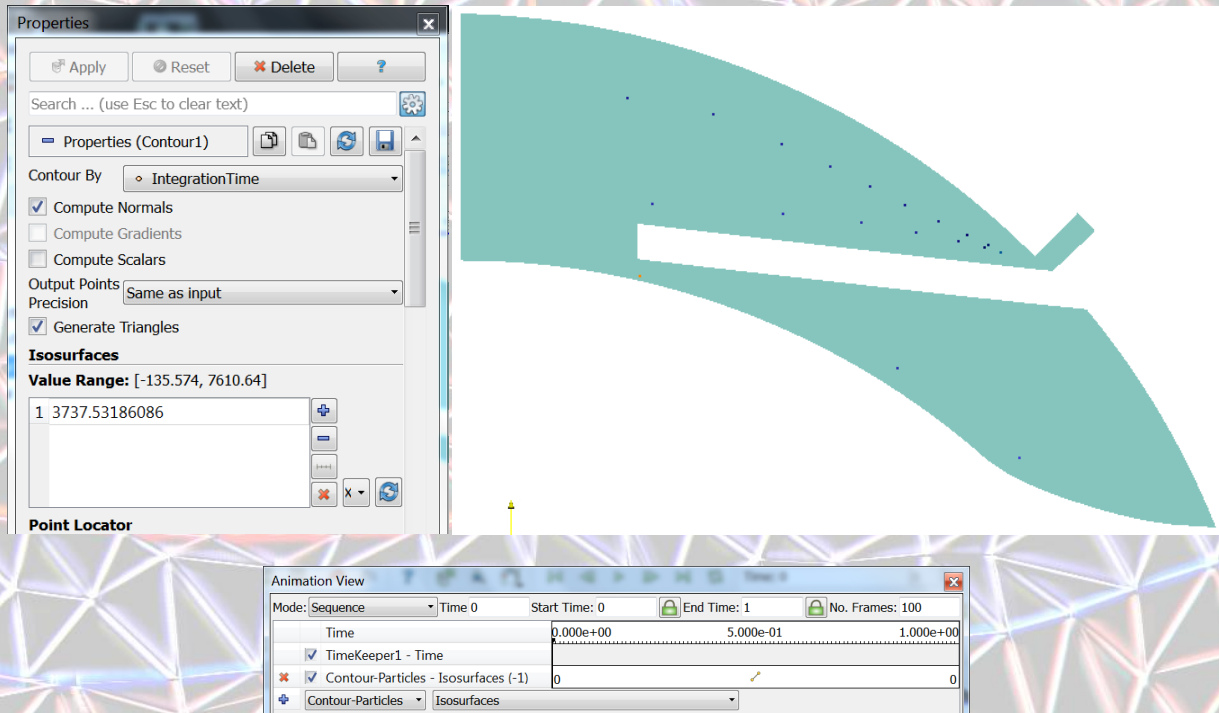 Properties
Apply Reset Delete ?
Search ... (use Esc to clear text)
Properties (Contour1)
Contour By IntegrationTime
Compute Normals
Compute Gradients
Compute Scalars
Output Points
Precision Same as input
Generate Triangles
Isosurfaces
Value Range: [-135.574, 7610.64]
1 3737.53186086
X
Point Locator
Animation View
Mode: Sequence Time 0 Start Time: 0 End Time: 1 No. Frames: 100
Time 0.000e+00 5.000e-01 1.000e+00
TimeKeeper1 - Time
Contour-Particles - Isosurfaces (-1) 0 0
Contour-Particles Isosurfaces